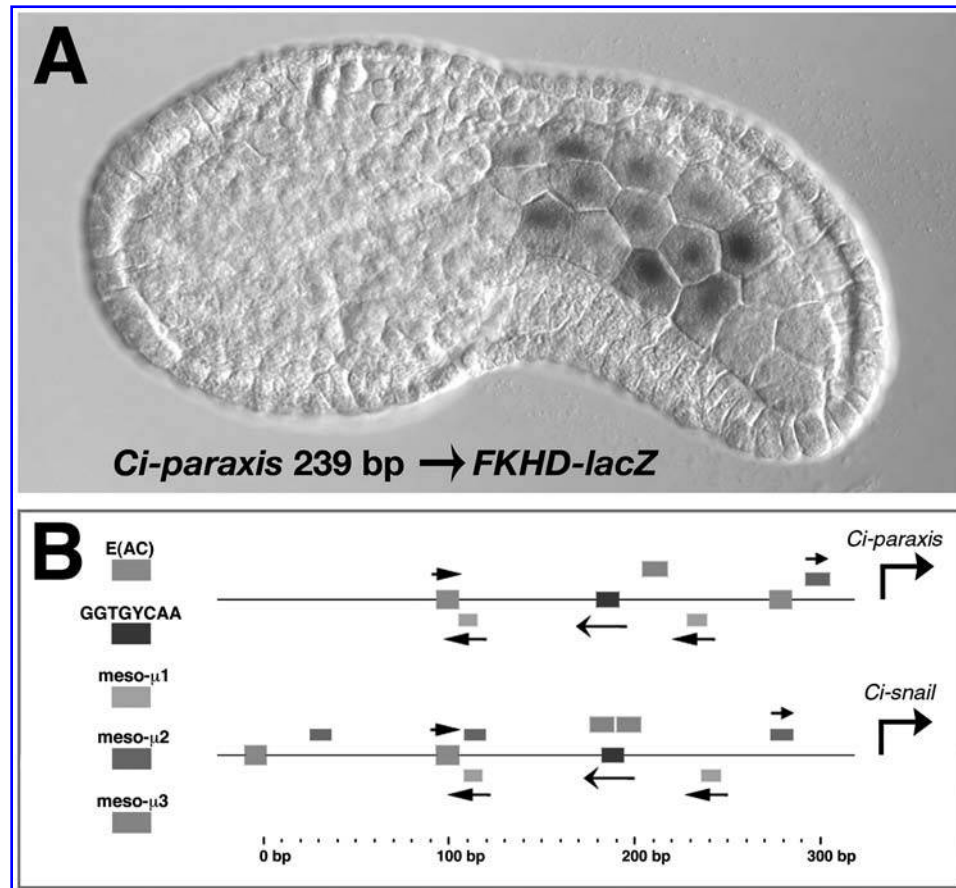 A
Ci-paraxis 239 bp → FKHD-lacZ
B
E(AC)
GGTGYCAA
meso-μ1
meso-μ2
meso-μ3
Ci-paraxis
Ci-snail
0 bp 100 bp 200 bp 300 bp